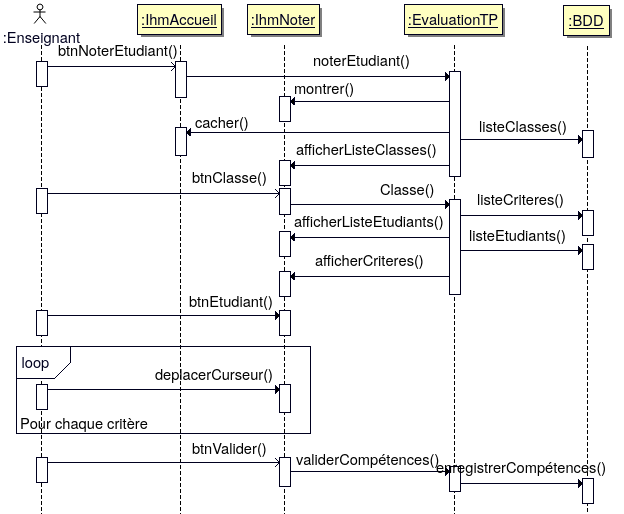 :IhmAccueil :IhmNoter :EvaluationTP :BDD
:Enseignant
btnNoterEtudiant()
noterEtudiant()
montrer()
cacher()
listeClasses()
afficherListeClasses()
btnClasse()
Classe()
listeCriteres()
afficherListeEtudiants()
listeEtudiants()
afficherCriteres()
btnEtudiant()
loop
deplacerCurseur()
Pour chaque critère
btnValider()
validerCompétences()
enregistrerCompétences()